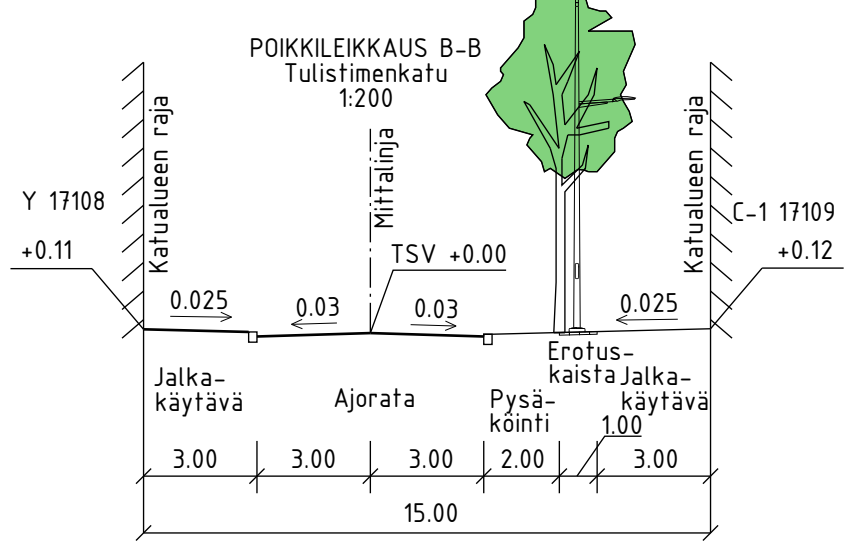 POIKKILEIKKAUS B-B
Tulistimenkatu
1:200
Katualueen raja
Mittalinja
Katualueen raja
Y 17108
C-1 17109
+0.11
TSV +0.00
+0.12
0.025
0.03
0.03
0.025
Jalka-
käytävä
Ajorata
Pysä-
köinti
Erotus-
kaista
Jalka-
käytävä
1.00
3.00
3.00
3.00
2.00
3.00
15.00